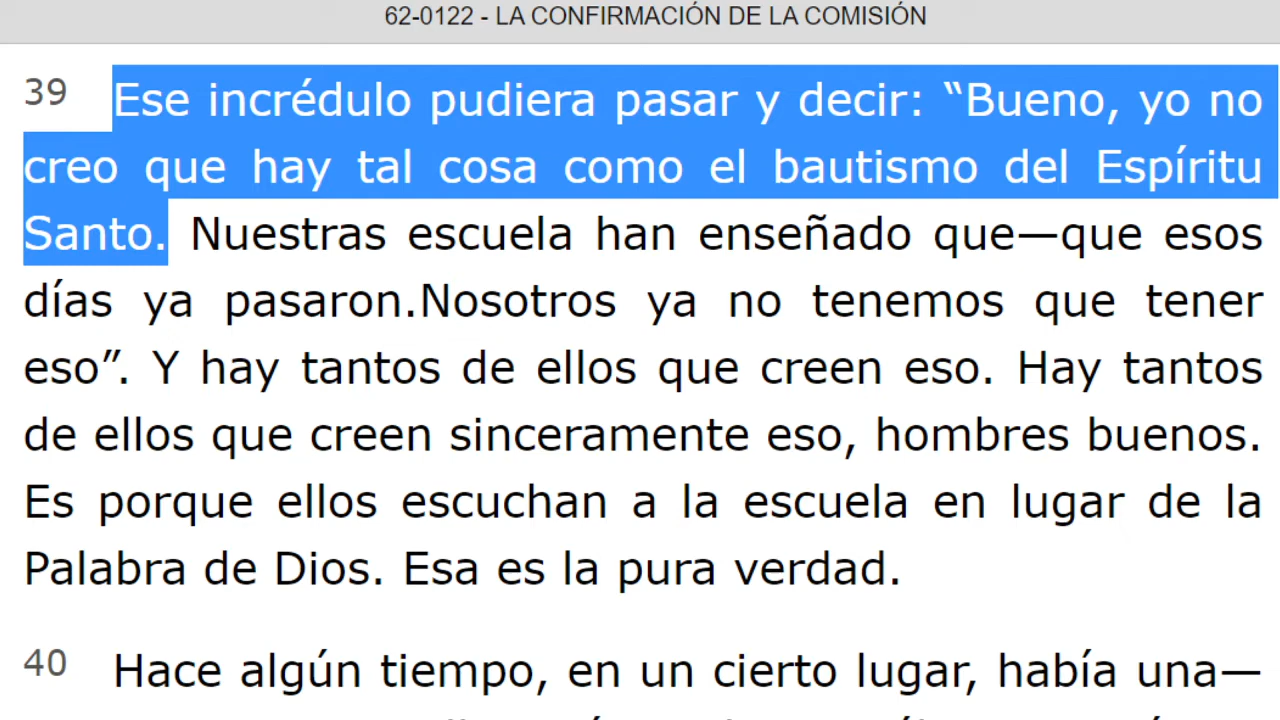 62-0122 - LA CONFIRMACIÓN DE LA COMISIÓN
39 Ese incrédulo pudiera pasar y decir: “Bueno, yo no
creo que hay tal cosa como el bautismo del Espíritu
Santo. Nuestras escuela han enseñado que—que esos
días ya pasaron.Nosotros ya no tenemos que tener
eso”. Y hay tantos de ellos que creen eso. Hay tantos
de ellos que creen sinceramente eso, hombres buenos.
Es porque ellos escuchan a la escuela en lugar de la
Palabra de Dios. Esa es la pura verdad.
40 Hace algún tiempo, en un cierto lugar, había una—